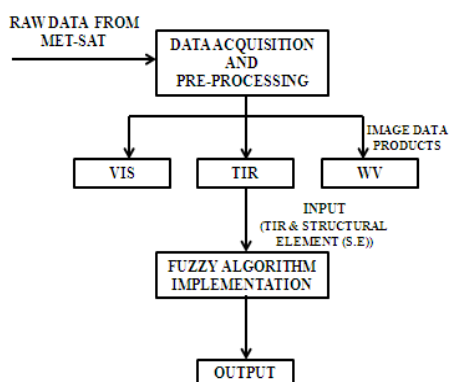 RAW DATA FROM
MET-SAT
DATA ACQUISITION
AND
PRE-PROCESSING
IMAGE DATA
PRODUCTS
VIS
TIR
WV
INPUT
(TIR & STRUCTURAL
ELEMENT (S.E))
FUZZY ALGORITHM
IMPLEMENTATION
OUTPUT